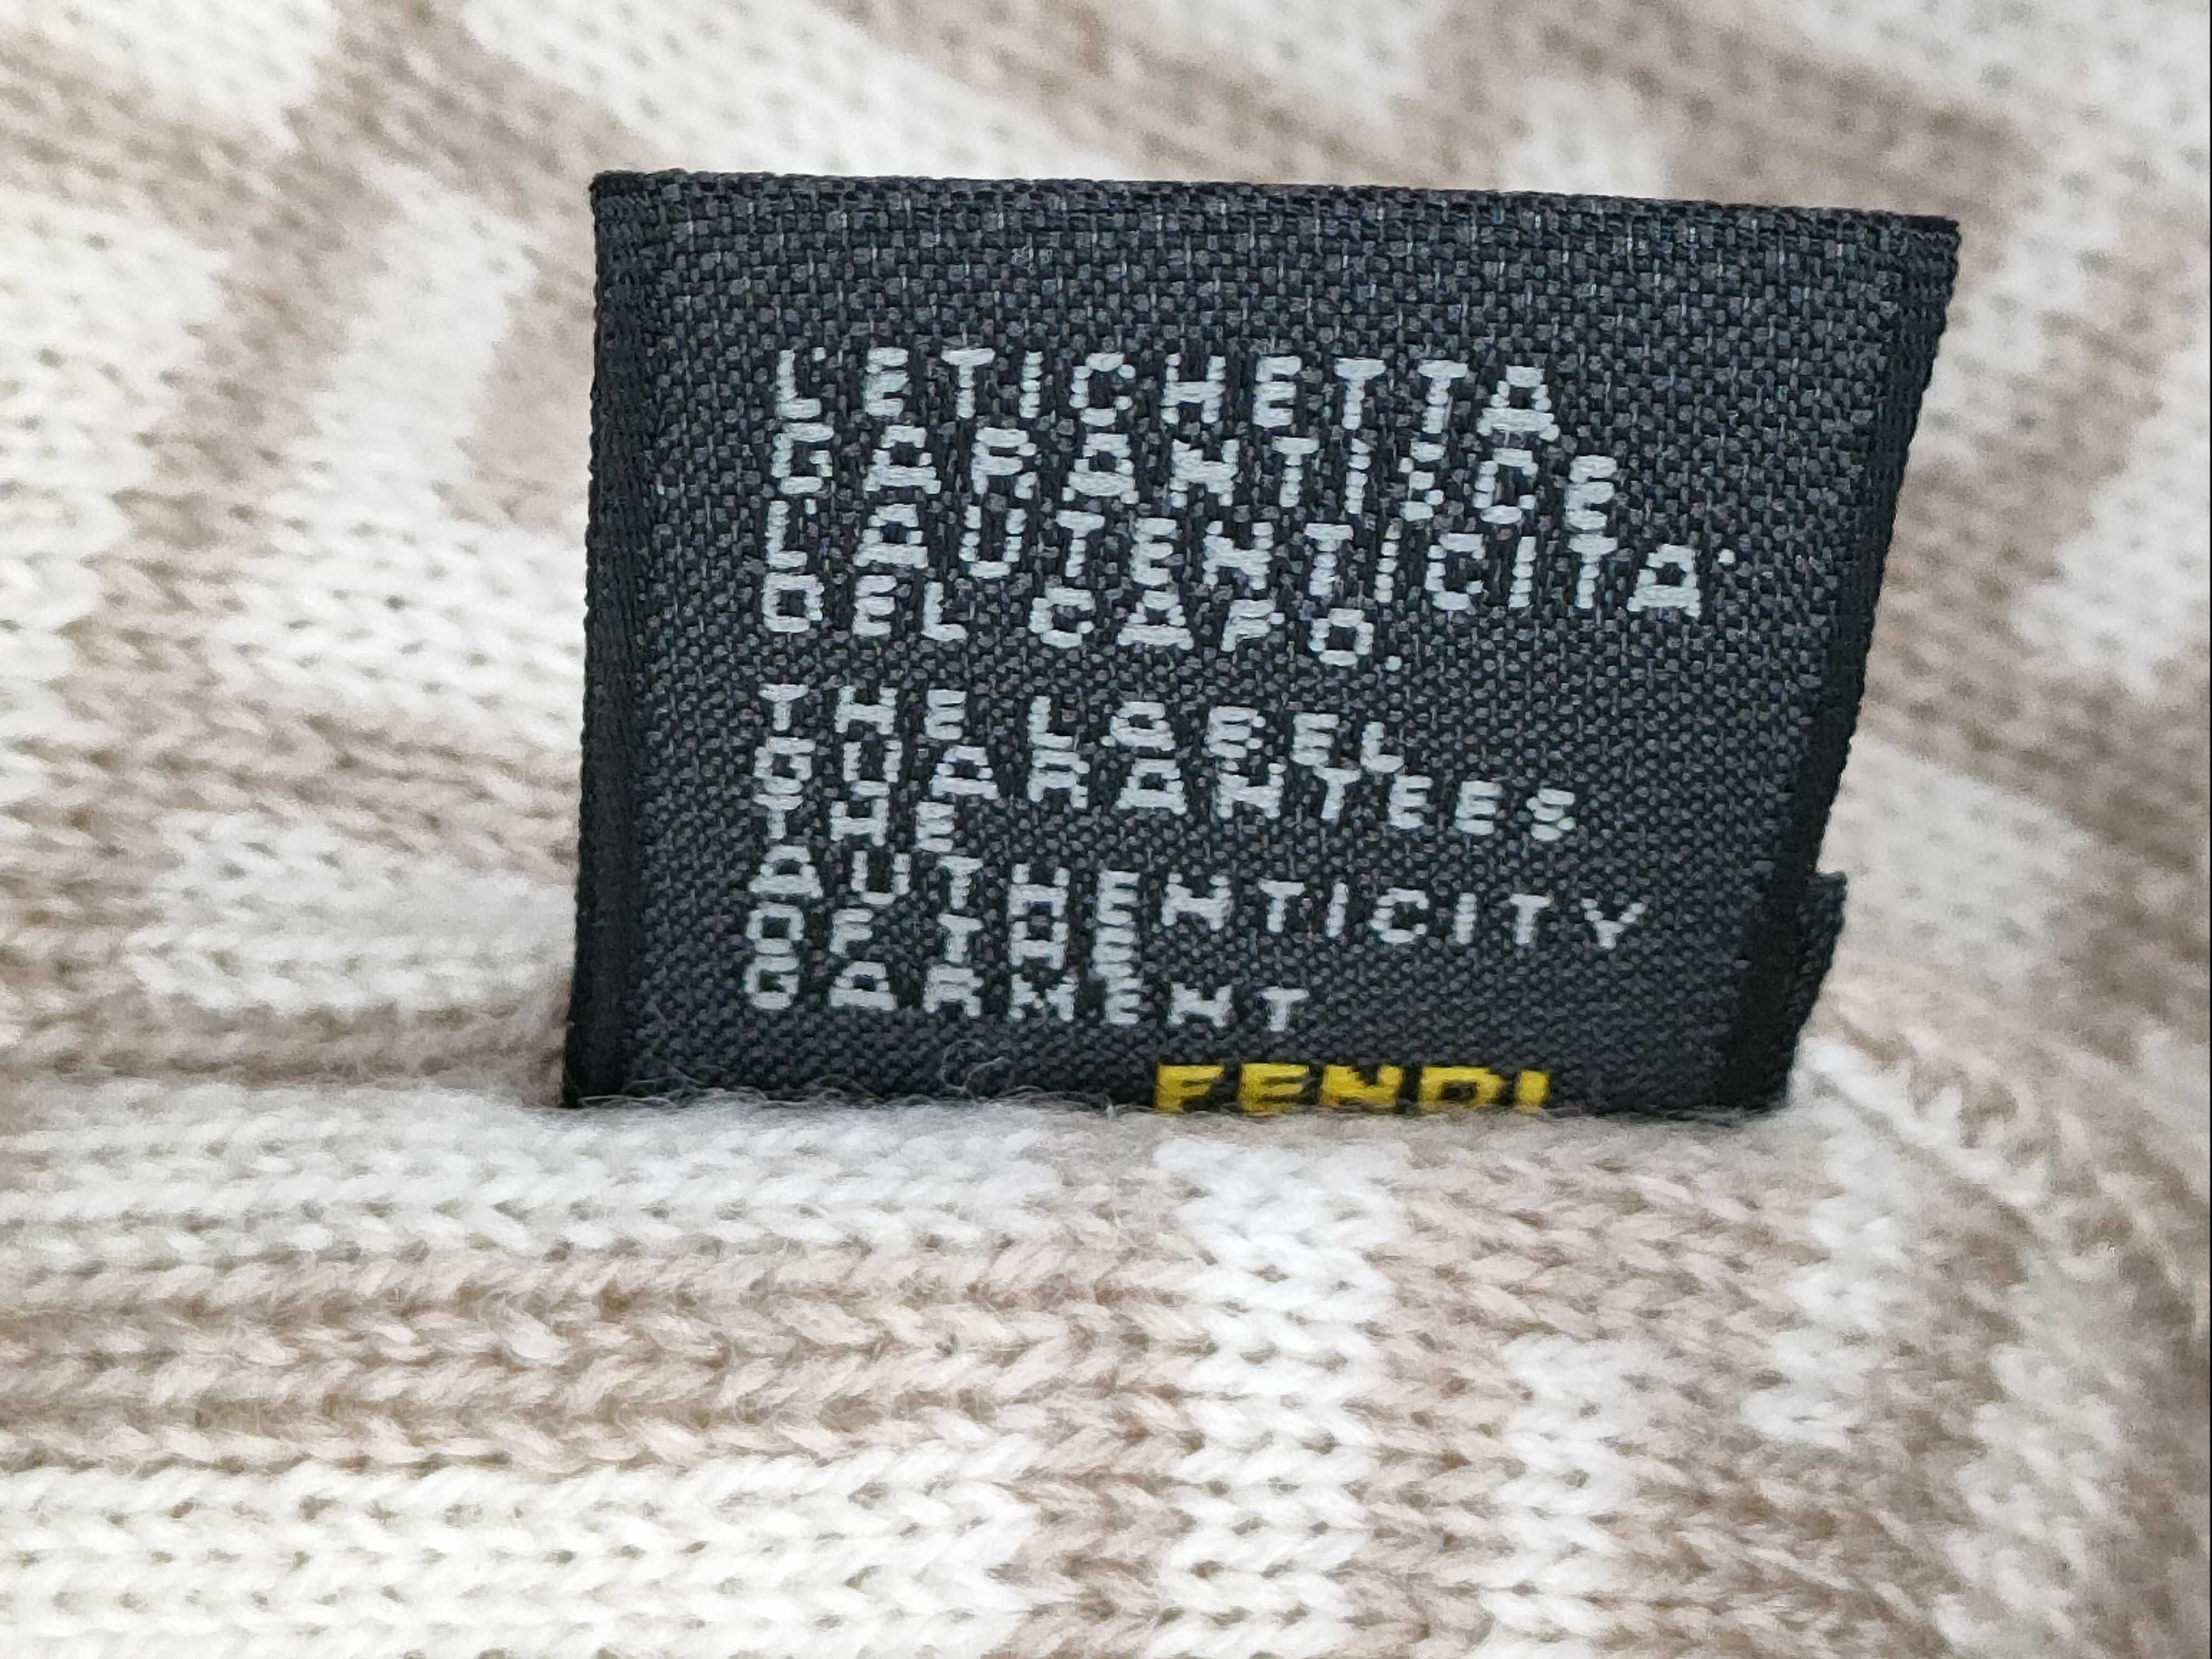 L'ETICHETTA
GARANTISCE
L'AUTENTICITA'
DEL CAPO.
THE LABEL
GUARANTEES
THE
AUTHENTICITY
OF THE
GARMENT
FENDI